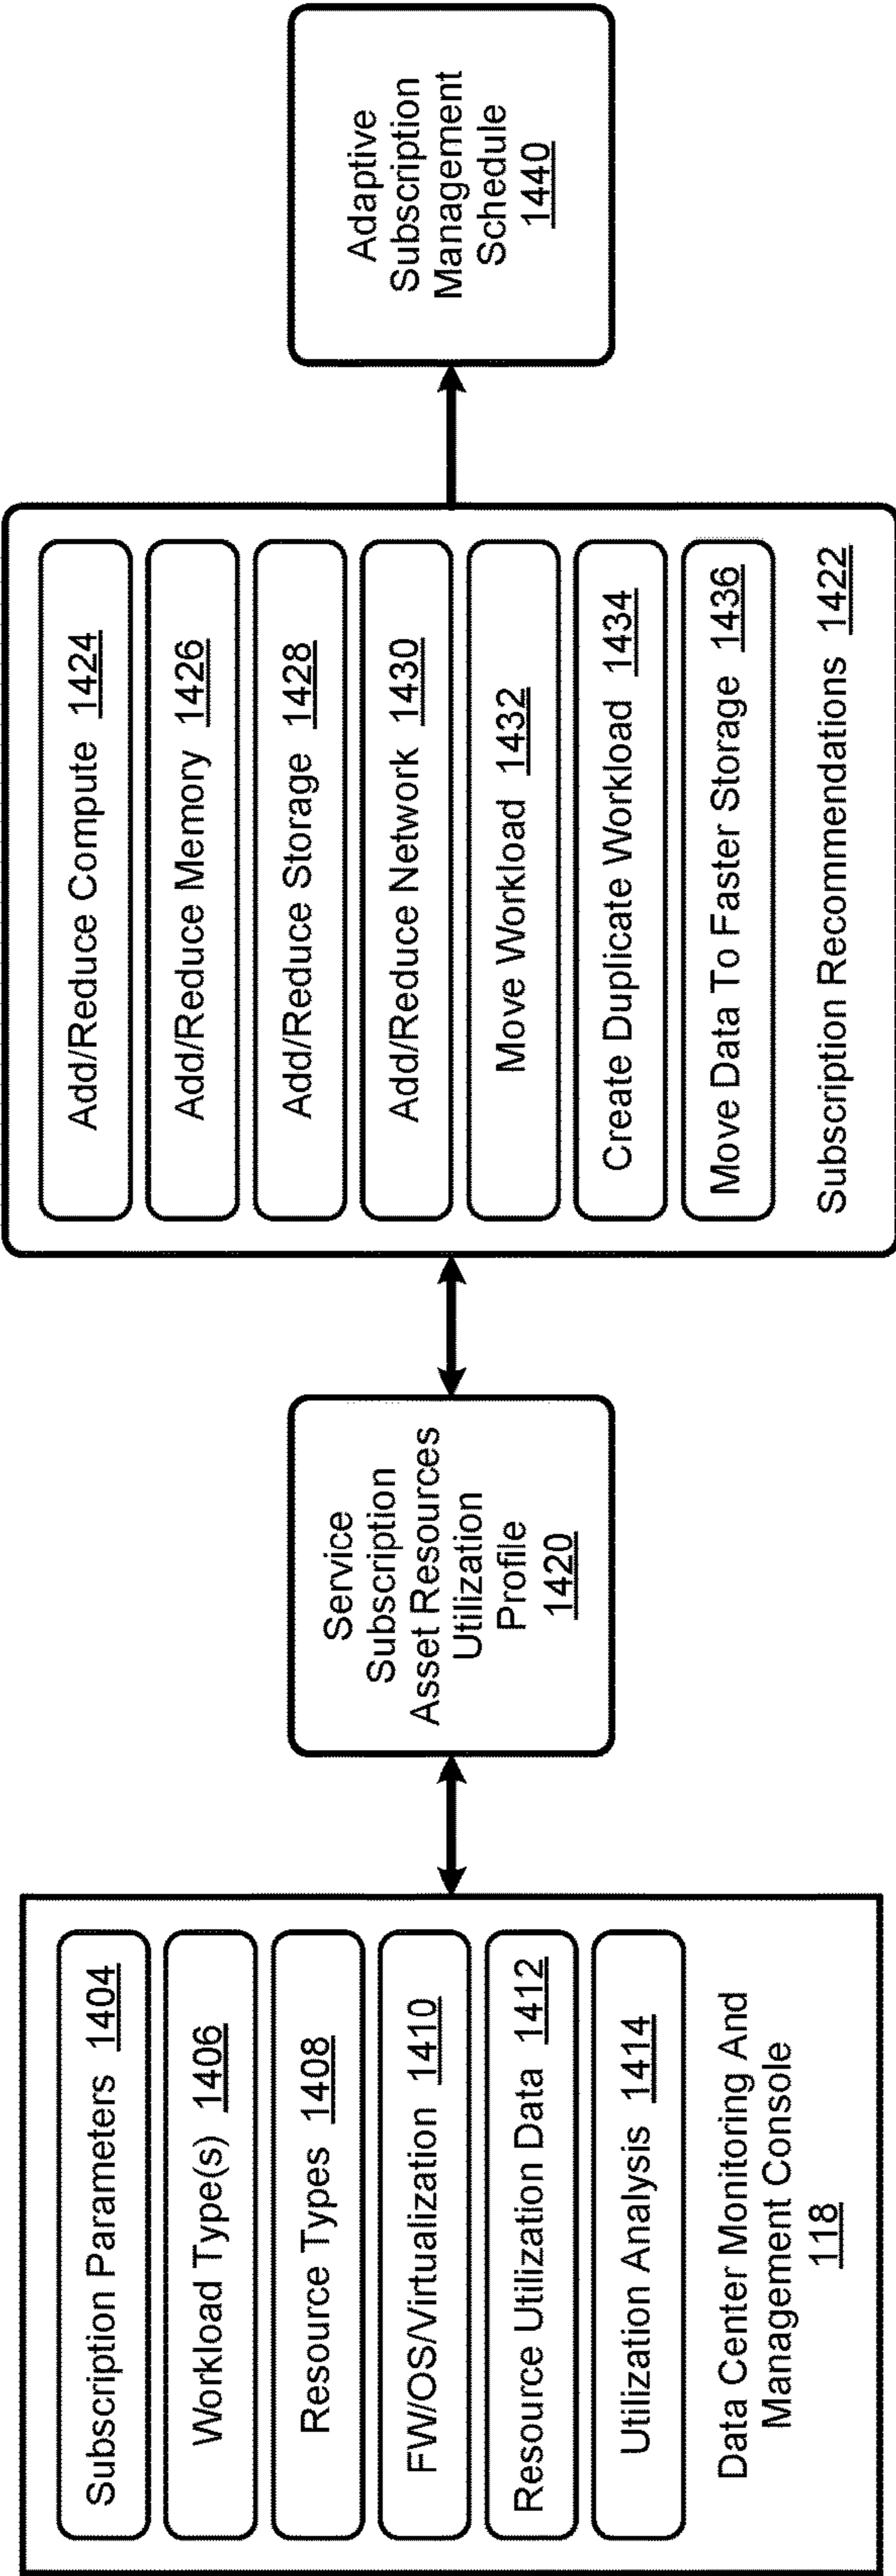 Subscription Parameters 1404
Workload Type(s) 1406
Resource Types 1408
FW/OS/Virtualization 1410
Resource Utilization Data 1412
Utilization Analysis 1414
Data Center Monitoring And
Management Console
118
Service
Subscription
Asset Resources
Utilization
Profile
1420
Add/Reduce Compute 1424
Add/Reduce Memory 1426
Add/Reduce Storage 1428
Add/Reduce Network 1430
Move Workload 1432
Create Duplicate Workload 1434
Move Data To Faster Storage 1436
Subscription Recommendations 1422
Adaptive
Subscription
Management
Schedule
1440